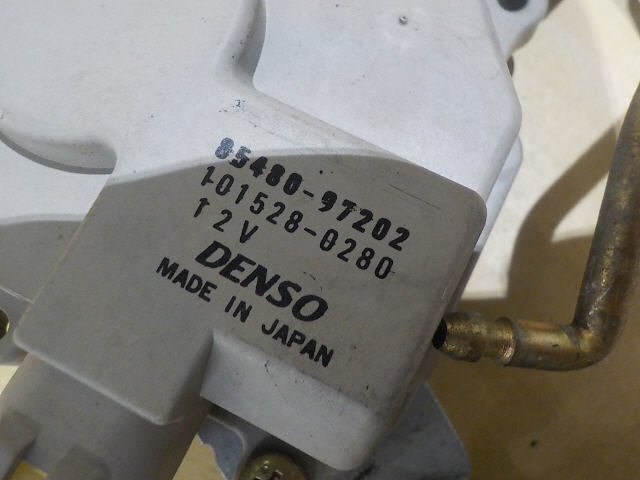 85480-97202
101528-0280
12V
DENSO
MADE IN JAPAN